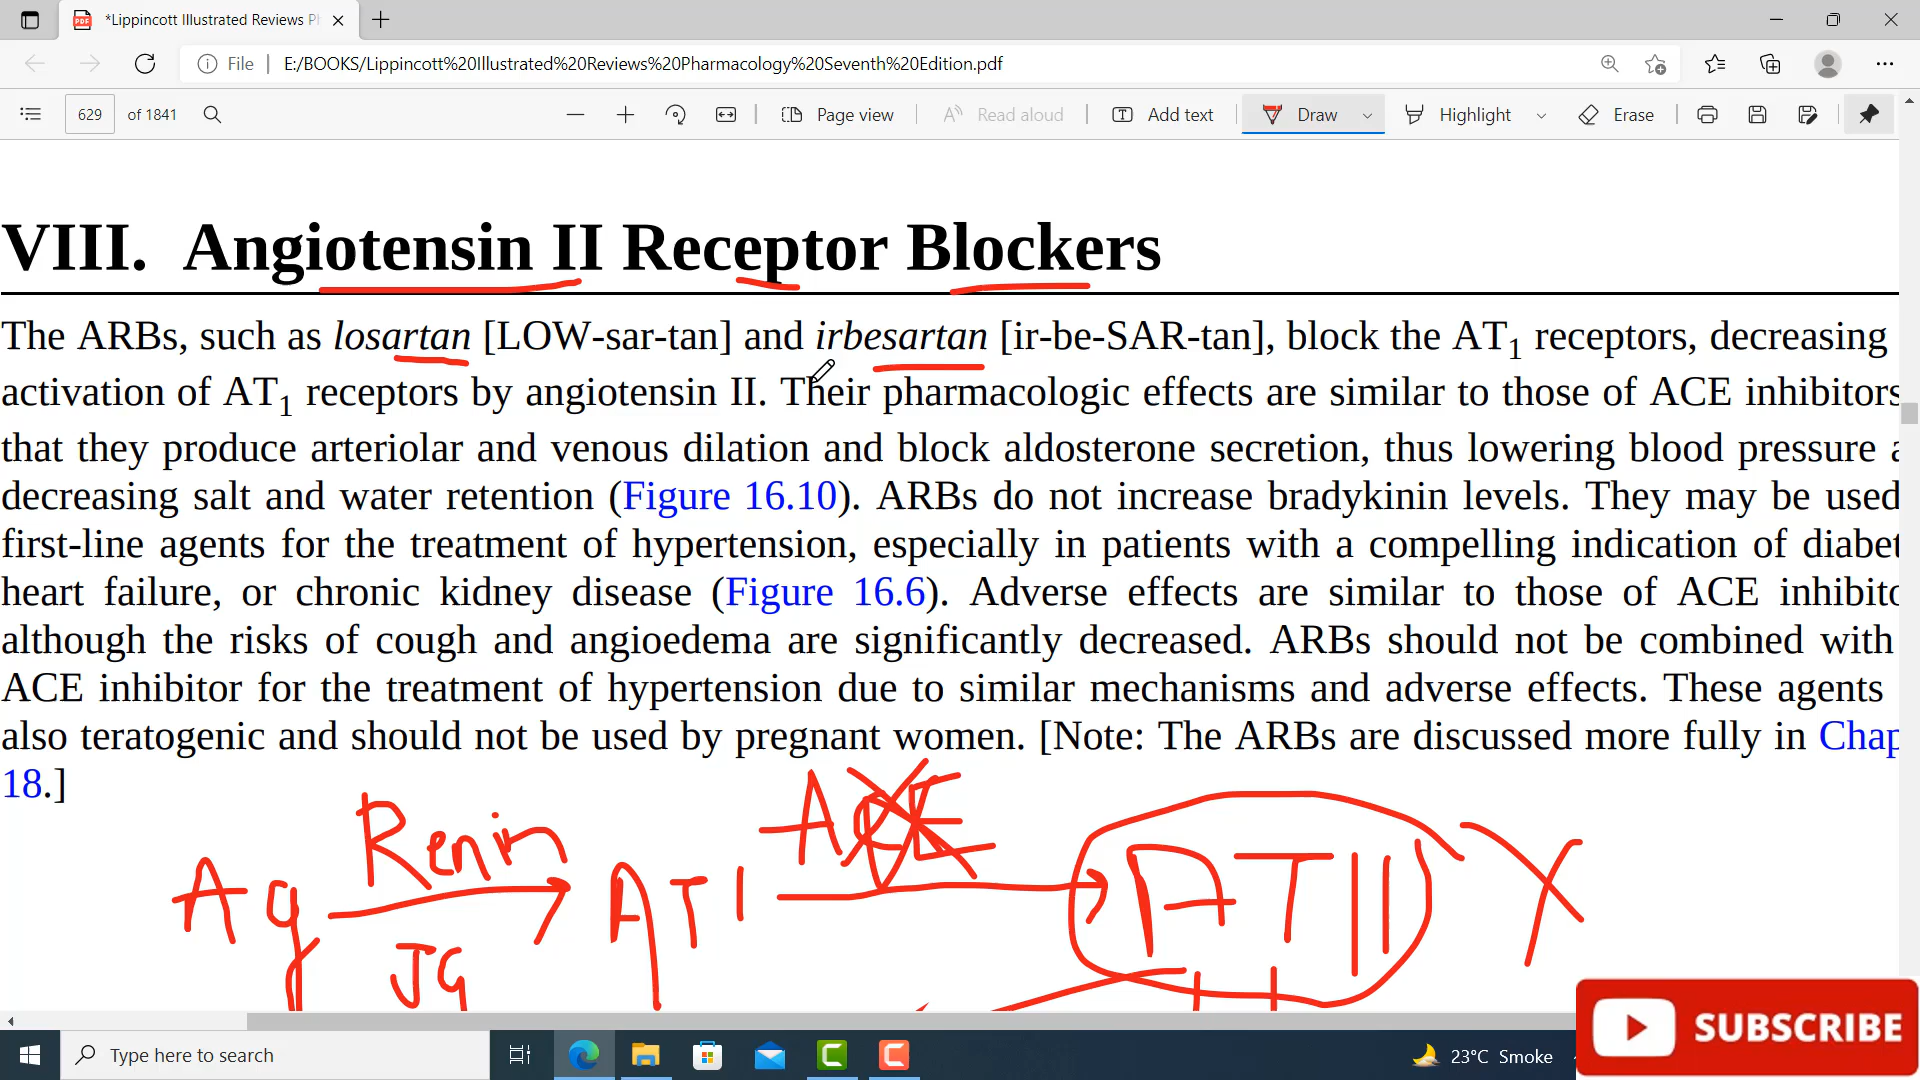 *Lippincott Illustrated Reviews P
File E:/BOOKS/Lippincott%20Illustrated%20Reviews%20Pharmacology%20Seventh%20Edition.pdf
629 of 1841 Page view Read aloud Add text Draw Highlight Erase
VIII. Angiotensin II Receptor Blockers
The ARBs, such as losartan [LOW-sar-tan] and irbesartan [ir-be-SAR-tan], block the AT1 receptors, decreasing
activation of AT1 receptors by angiotensin II. Their pharmacologic effects are similar to those of ACE inhibitors
that they produce arteriolar and venous dilation and block aldosterone secretion, thus lowering blood pressure a
decreasing salt and water retention (Figure 16.10). ARBs do not increase bradykinin levels. They may be used
first-line agents for the treatment of hypertension, especially in patients with a compelling indication of diabet
heart failure, or chronic kidney disease (Figure 16.6). Adverse effects are similar to those of ACE inhibito
although the risks of cough and angioedema are significantly decreased. ARBs should not be combined with
ACE inhibitor for the treatment of hypertension due to similar mechanisms and adverse effects. These agents
also teratogenic and should not be used by pregnant women. [Note: The ARBs are discussed more fully in Chap
18.]
Renin ACE
Ag AT I AT II X
JG
SUBSCRIBE
Type here to search 23°C Smoke